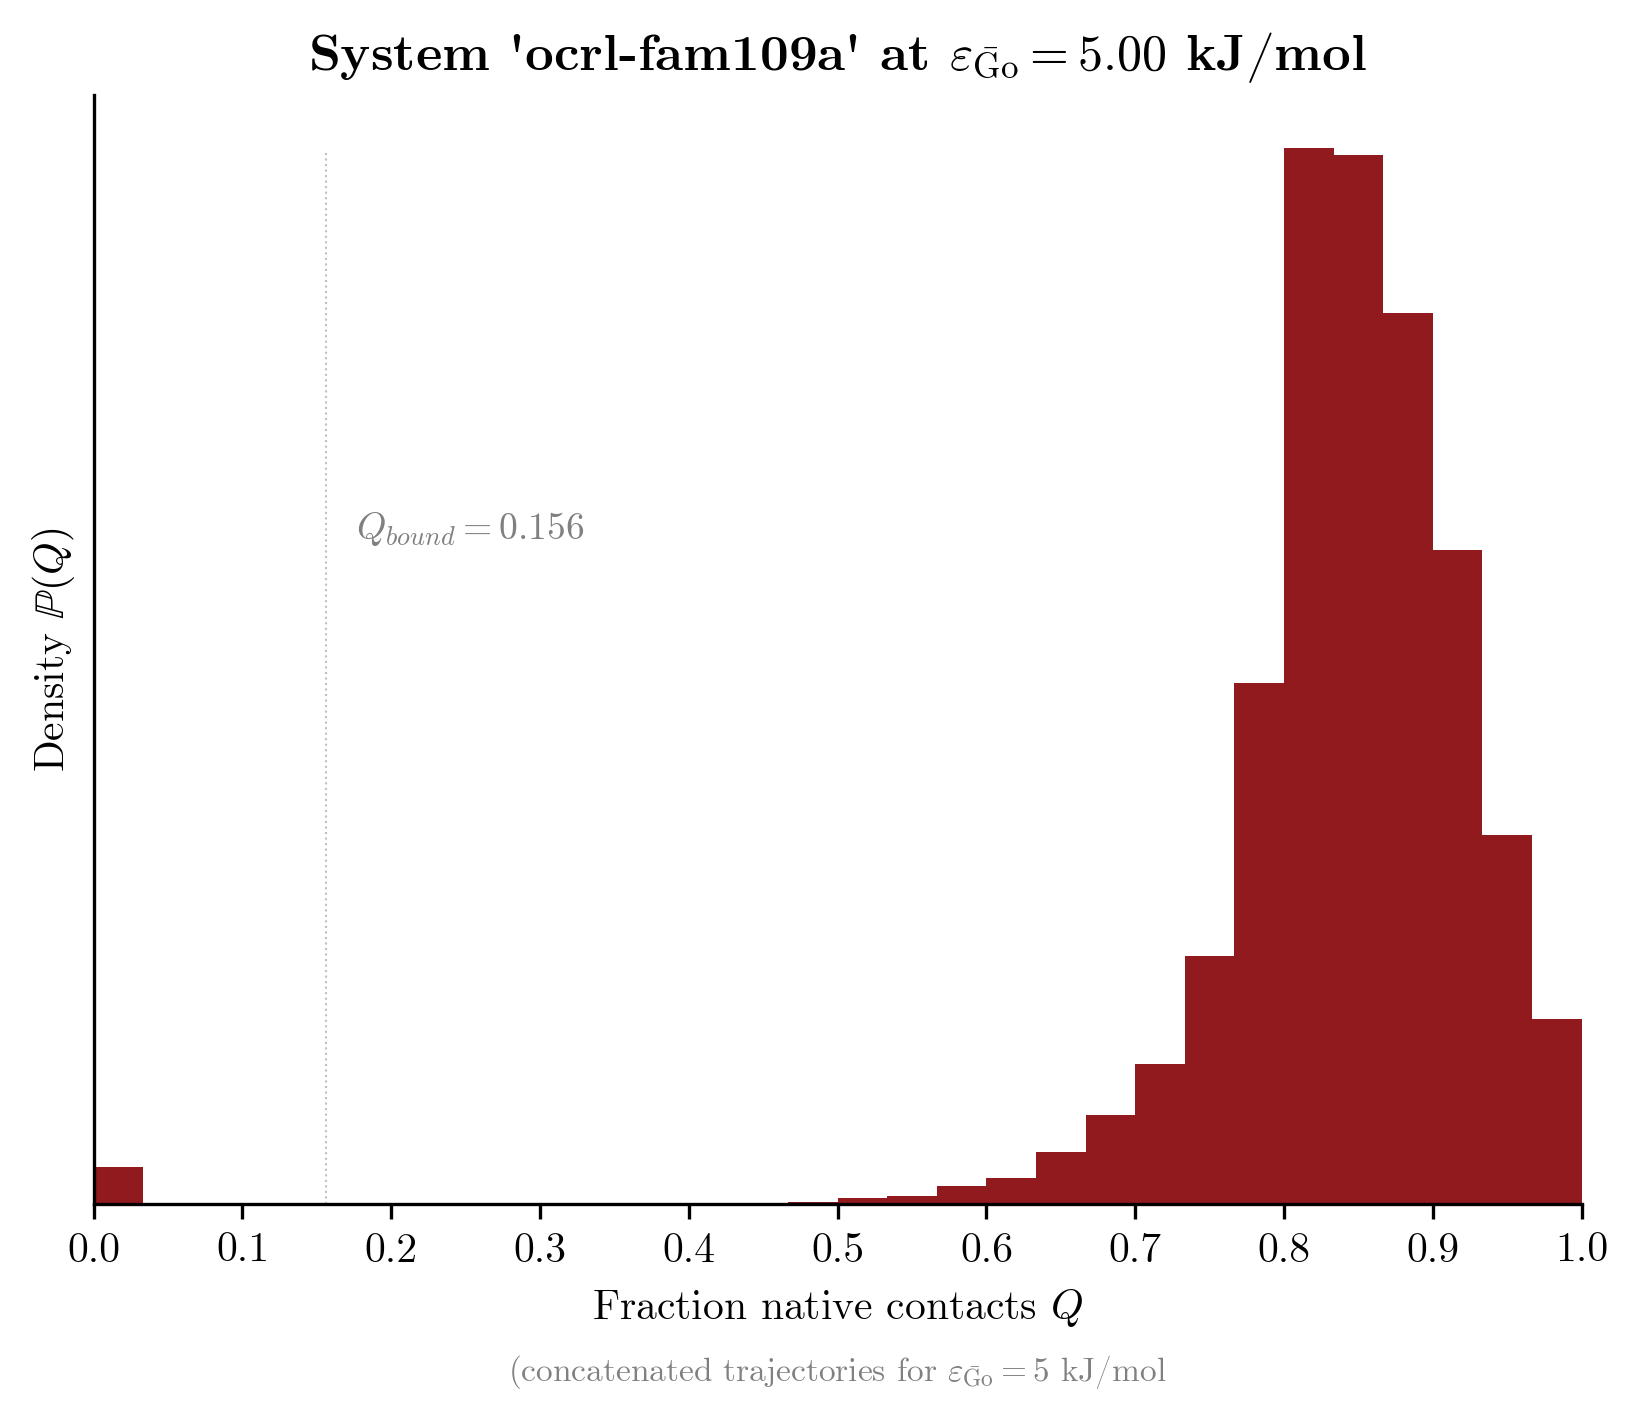 System 'ocrl-fam109a' at ε_Ḡo = 5.00 kJ/mol
Density ℙ(Q)
Q_bound = 0.156
0.0 0.1 0.2 0.3 0.4 0.5 0.6 0.7 0.8 0.9 1.0
Fraction native contacts Q
(concatenated trajectories for ε_Ḡo = 5 kJ/mol